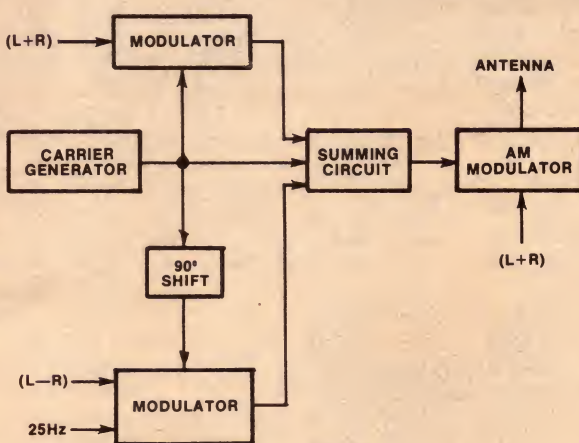 (L+R)
MODULATOR
ANTENNA
CARRIER
GENERATOR
SUMMING
CIRCUIT
AM
MODULATOR
(L+R)
90°
SHIFT
(L—R)
25Hz
MODULATOR